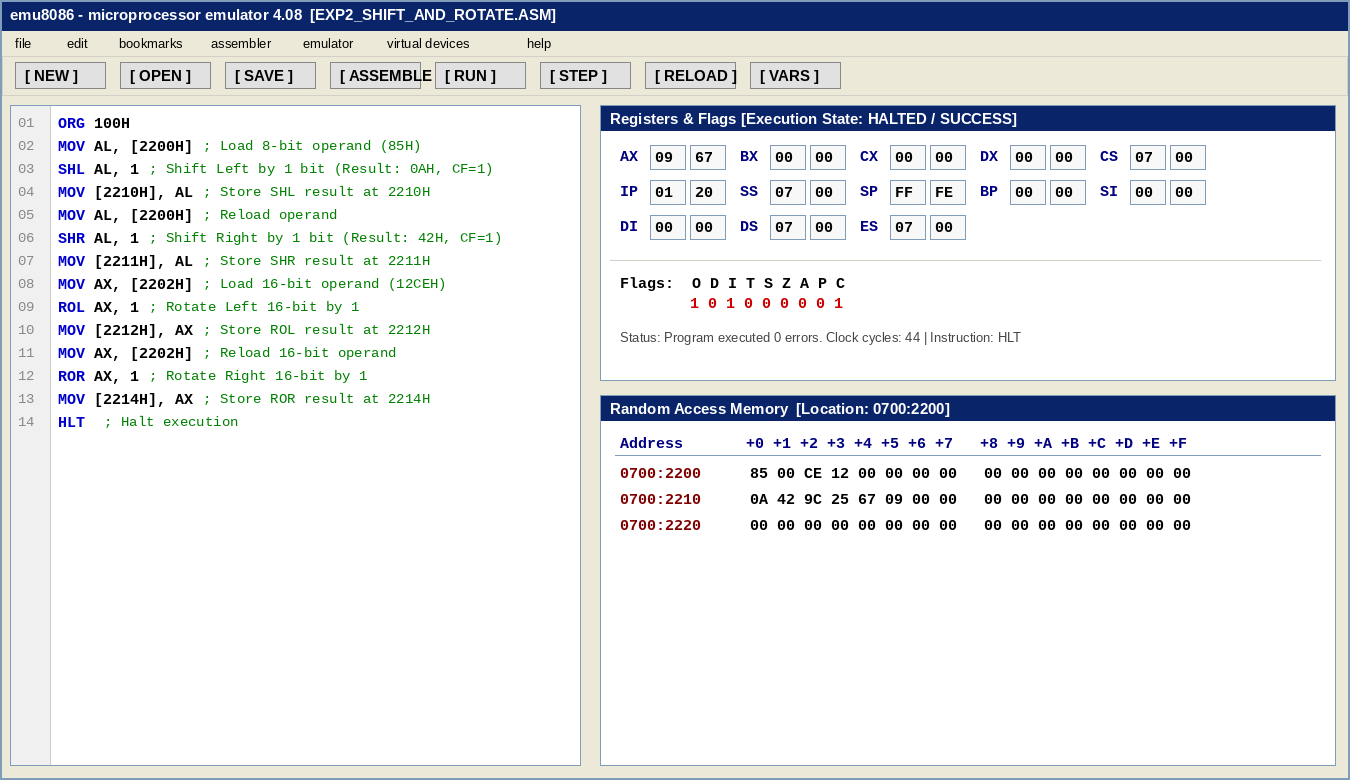 emu8086 - microprocessor emulator 4.08 [EXP2_SHIFT_AND_ROTATE.ASM]
file edit bookmarks assembler emulator virtual devices help
[ NEW ] [ OPEN ] [ SAVE ] [ ASSEMBLE [ RUN ] [ STEP ] [ RELOAD ] [ VARS ]
01 ORG 100H
02 MOV AL, [2200H] ; Load 8-bit operand (85H)
03 SHL AL, 1 ; Shift Left by 1 bit (Result: 0AH, CF=1)
04 MOV [2210H], AL ; Store SHL result at 2210H
05 MOV AL, [2200H] ; Reload operand
06 SHR AL, 1 ; Shift Right by 1 bit (Result: 42H, CF=1)
07 MOV [2211H], AL ; Store SHR result at 2211H
08 MOV AX, [2202H] ; Load 16-bit operand (12CEH)
09 ROL AX, 1 ; Rotate Left 16-bit by 1
10 MOV [2212H], AX ; Store ROL result at 2212H
11 MOV AX, [2202H] ; Reload 16-bit operand
12 ROR AX, 1 ; Rotate Right 16-bit by 1
13 MOV [2214H], AX ; Store ROR result at 2214H
14 HLT ; Halt execution
Registers & Flags [Execution State: HALTED / SUCCESS]
AX 09 67 BX 00 00 CX 00 00 DX 00 00 CS 07 00
IP 01 20 SS 07 00 SP FF FE BP 00 00 SI 00 00
DI 00 00 DS 07 00 ES 07 00
Flags: O D I T S Z A P C
1 0 1 0 0 0 0 0 1
Status: Program executed 0 errors. Clock cycles: 44 | Instruction: HLT
Random Access Memory [Location: 0700:2200]
Address +0 +1 +2 +3 +4 +5 +6 +7 +8 +9 +A +B +C +D +E +F
0700:2200 85 00 CE 12 00 00 00 00 00 00 00 00 00 00 00 00
0700:2210 0A 42 9C 25 67 09 00 00 00 00 00 00 00 00 00 00
0700:2220 00 00 00 00 00 00 00 00 00 00 00 00 00 00 00 00